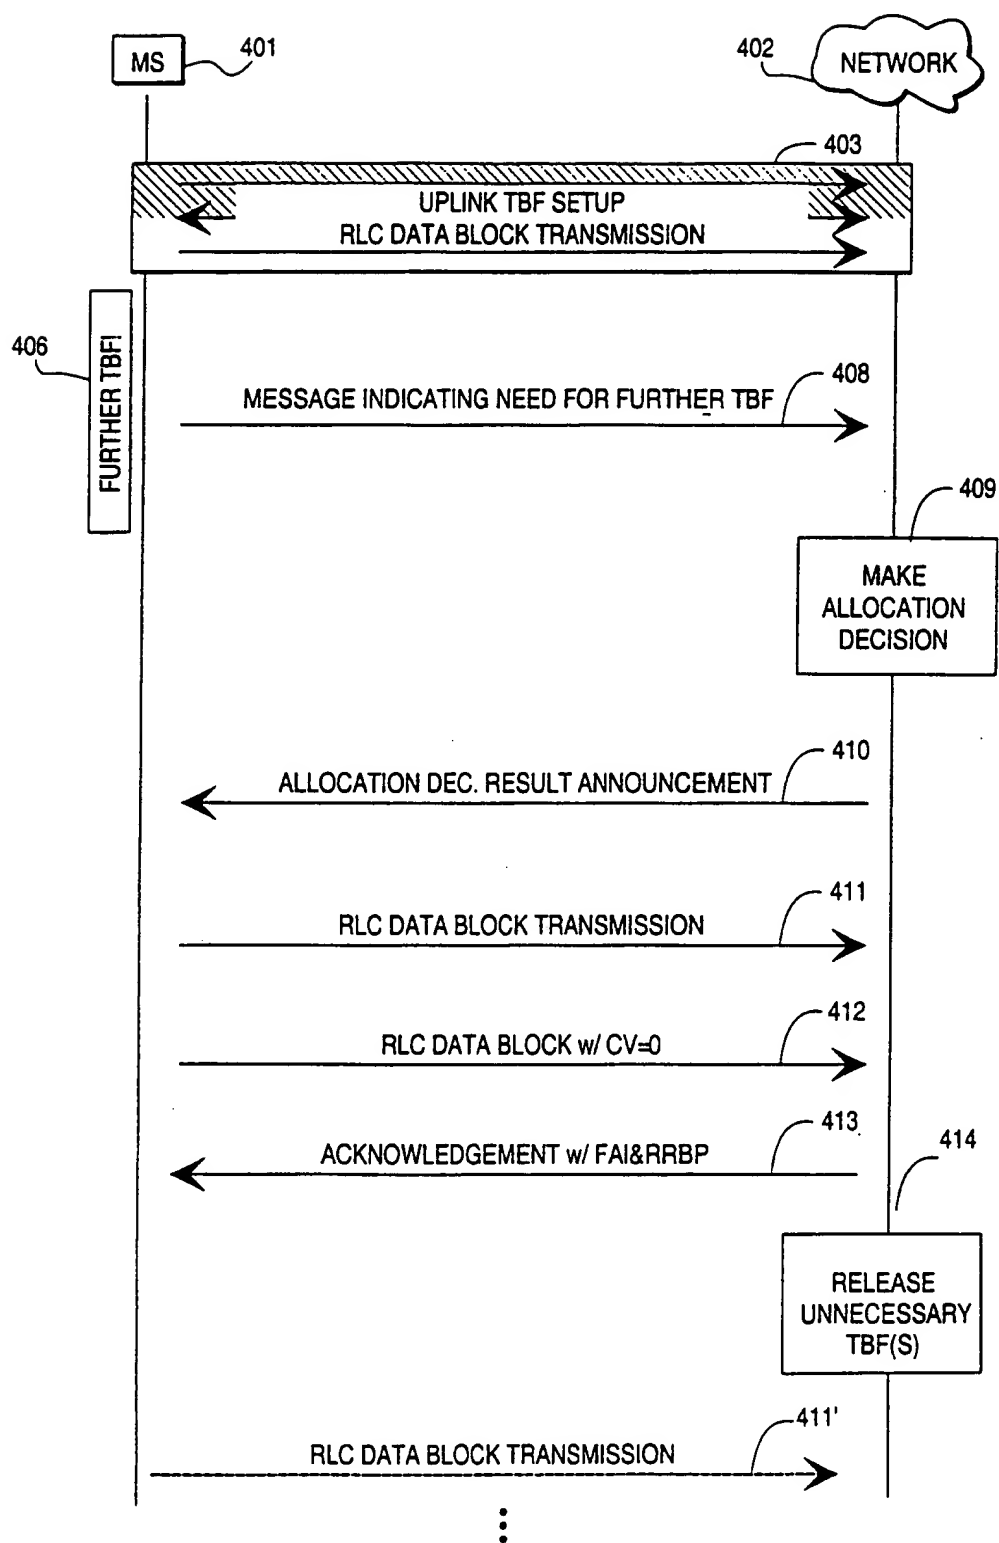 MS
401
402
NETWORK
403
UPLINK TBF SETUP
RLC DATA BLOCK TRANSMISSION
406
FURTHER TBF!
408
MESSAGE INDICATING NEED FOR FURTHER TBF
409
MAKE
ALLOCATION
DECISION
410
ALLOCATION DEC. RESULT ANNOUNCEMENT
411
RLC DATA BLOCK TRANSMISSION
412
RLC DATA BLOCK w/ CV=0
413
ACKNOWLEDGEMENT w/ FAI&RRBP
414
RELEASE
UNNECESSARY
TBF(S)
411'
RLC DATA BLOCK TRANSMISSION